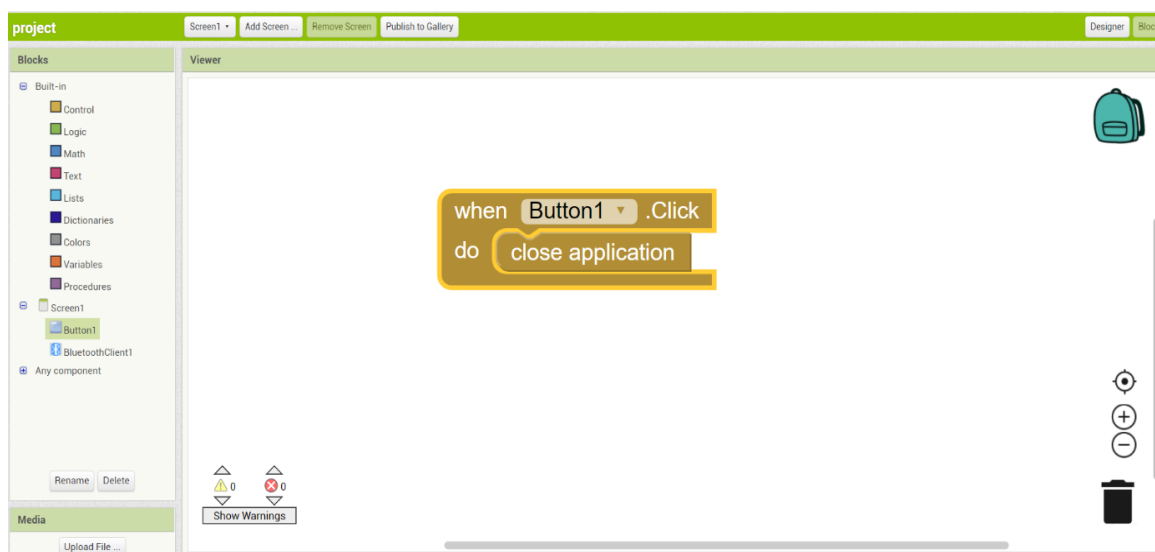 project
Screen1 Add Screen ... Remove Screen Publish to Gallery
Designer Bloc
Blocks
Viewer
Built-in
Control
Logic
Math
Text
Lists
Dictionaries
Colors
Variables
Procedures
Screen1
Button1
BluetoothClient1
Any component
Rename Delete
Media
Upload File ...
when Button1 .Click
do close application
0 0
Show Warnings